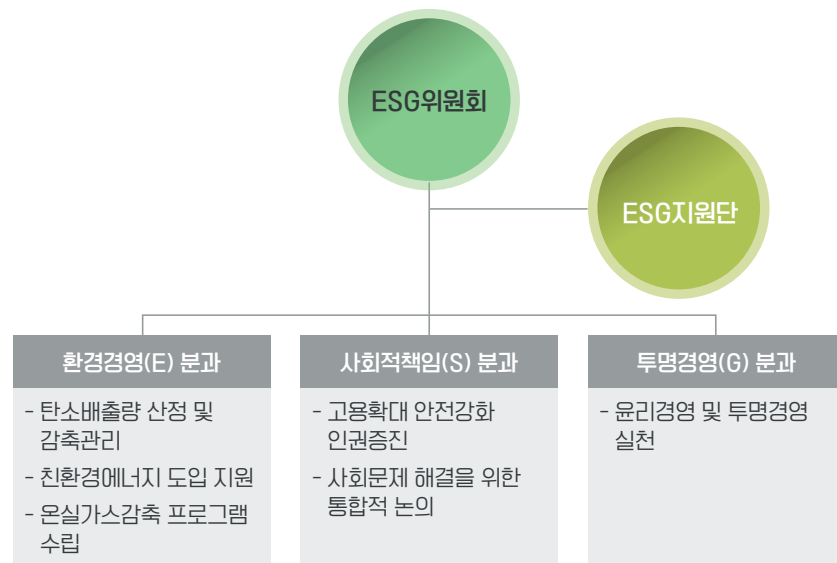 ESG위원회
ESG지원단
환경경영(E) 분과
- 탄소배출량 산정 및
감축관리
- 친환경에너지 도입 지원
- 온실가스감축 프로그램
수립
사회적책임(S) 분과
- 고용확대 안전강화
인권증진
- 사회문제 해결을 위한
통합적 논의
투명경영(G) 분과
- 윤리경영 및 투명경영
실천